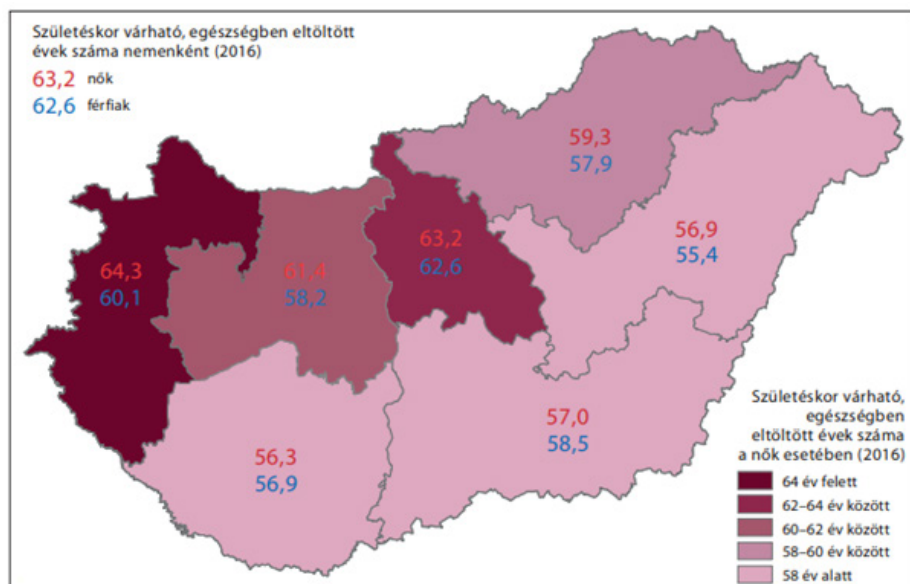 Születéskor várható, egészségben eltöltött
évek száma nemenként (2016)
63,2 nők
62,6 férfiak
59,3
57,9
56,9
55,4
63,2
62,6
64,3
60,1
61,4
58,2
57,0
58,5
56,3
56,9
Születéskor várható,
egészségben
eltöltött évek száma
a nők esetében (2016)
64 év felett
62–64 év között
60–62 év között
58–60 év között
58 év alatt